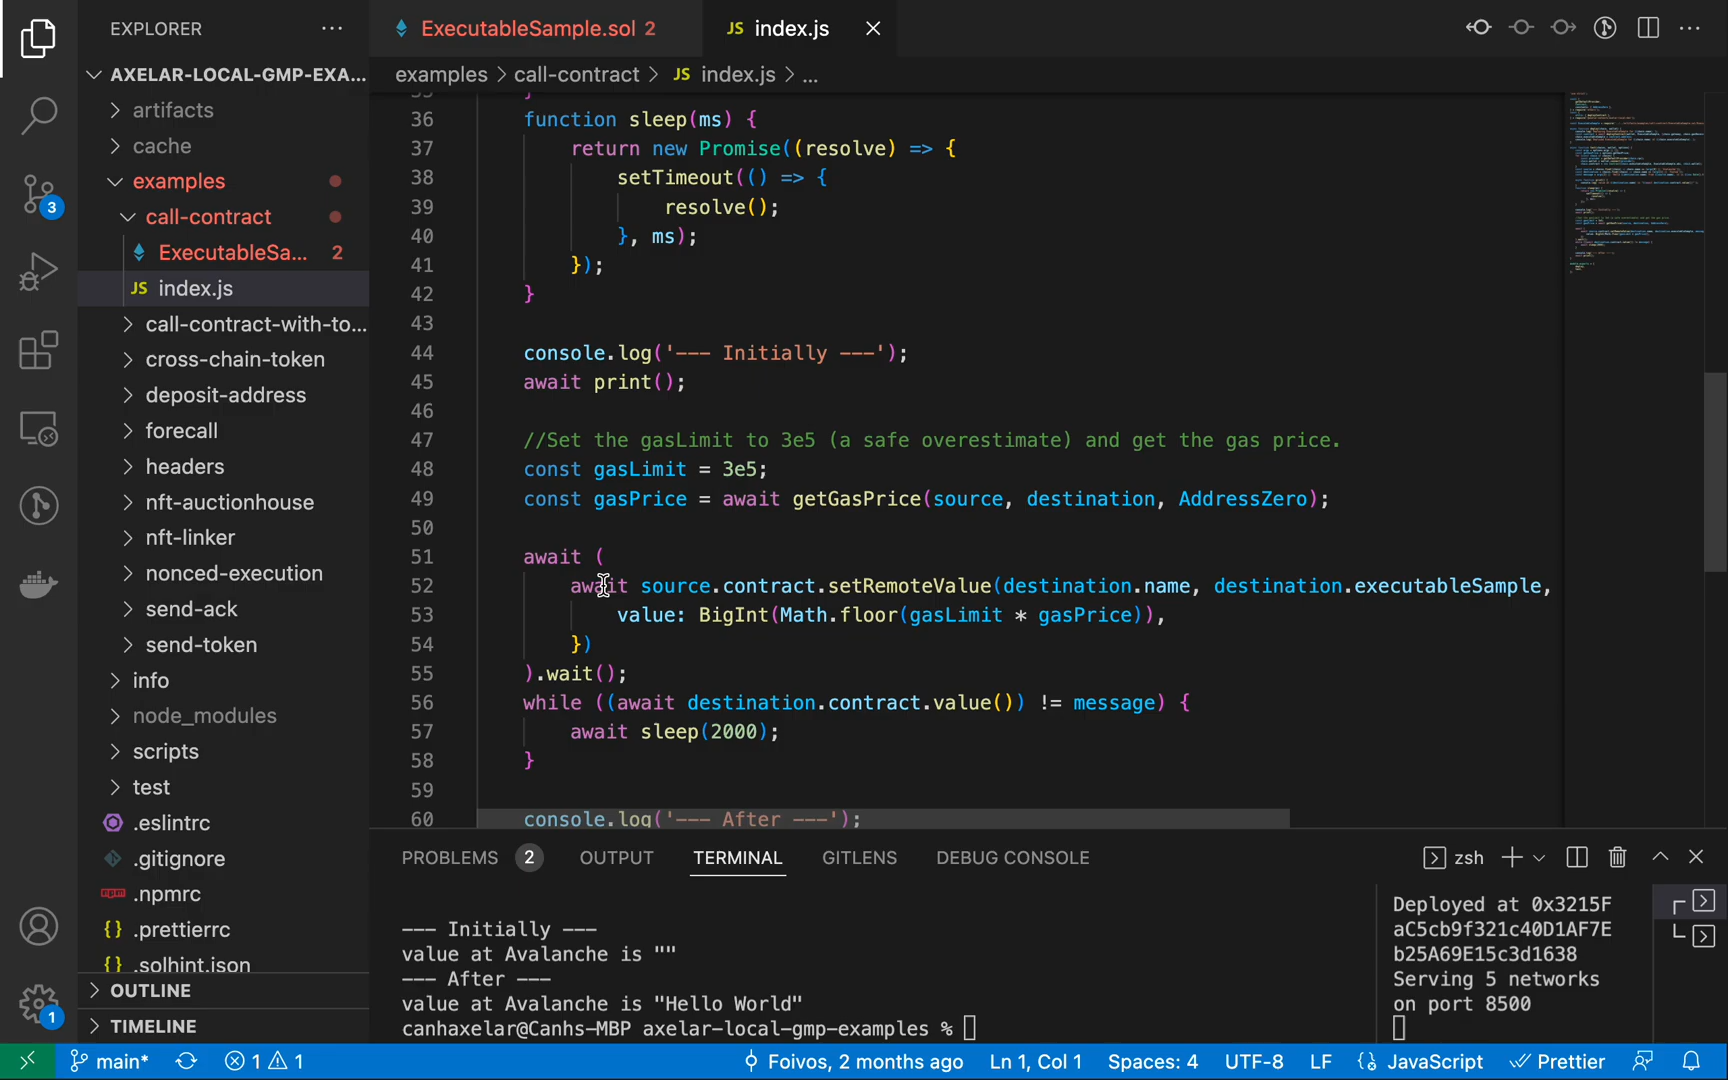 EXPLORER
ExecutableSample.sol 2
JS index.js
AXELAR-LOCAL-GMP-EXA...
examples > call-contract > JS index.js > ...
artifacts
cache
examples
call-contract
ExecutableSa... 2
JS index.js
call-contract-with-to...
cross-chain-token
deposit-address
forecall
headers
nft-auctionhouse
nft-linker
nonced-execution
send-ack
send-token
info
node_modules
scripts
test
.eslintrc
.gitignore
.npmrc
{} .prettierrc
{} .solhint.json
OUTLINE
TIMELINE
3
1
35 }
36 function sleep(ms) {
37 return new Promise((resolve) => {
38 setTimeout(() => {
39 resolve();
40 }, ms);
41 });
42 }
43
44 console.log('--- Initially ---');
45 await print();
46
47 //Set the gasLimit to 3e5 (a safe overestimate) and get the gas price.
48 const gasLimit = 3e5;
49 const gasPrice = await getGasPrice(source, destination, AddressZero);
50
51 await (
52 await source.contract.setRemoteValue(destination.name, destination.executableSample,
53 value: BigInt(Math.floor(gasLimit * gasPrice)),
54 })
55 ).wait();
56 while ((await destination.contract.value()) != message) {
57 await sleep(2000);
58 }
59
60 console.log('--- After ---');
PROBLEMS 2 OUTPUT TERMINAL GITLENS DEBUG CONSOLE
zsh
--- Initially ---
value at Avalanche is ""
--- After ---
value at Avalanche is "Hello World"
canhaxelar@Canhs-MBP axelar-local-gmp-examples %
Deployed at 0x3215F
aC5cb9f321c40D1AF7E
b25A69E15c3d1638
Serving 5 networks
on port 8500
main* 1 1 Foivos, 2 months ago Ln 1, Col 1 Spaces: 4 UTF-8 LF {} JavaScript Prettier